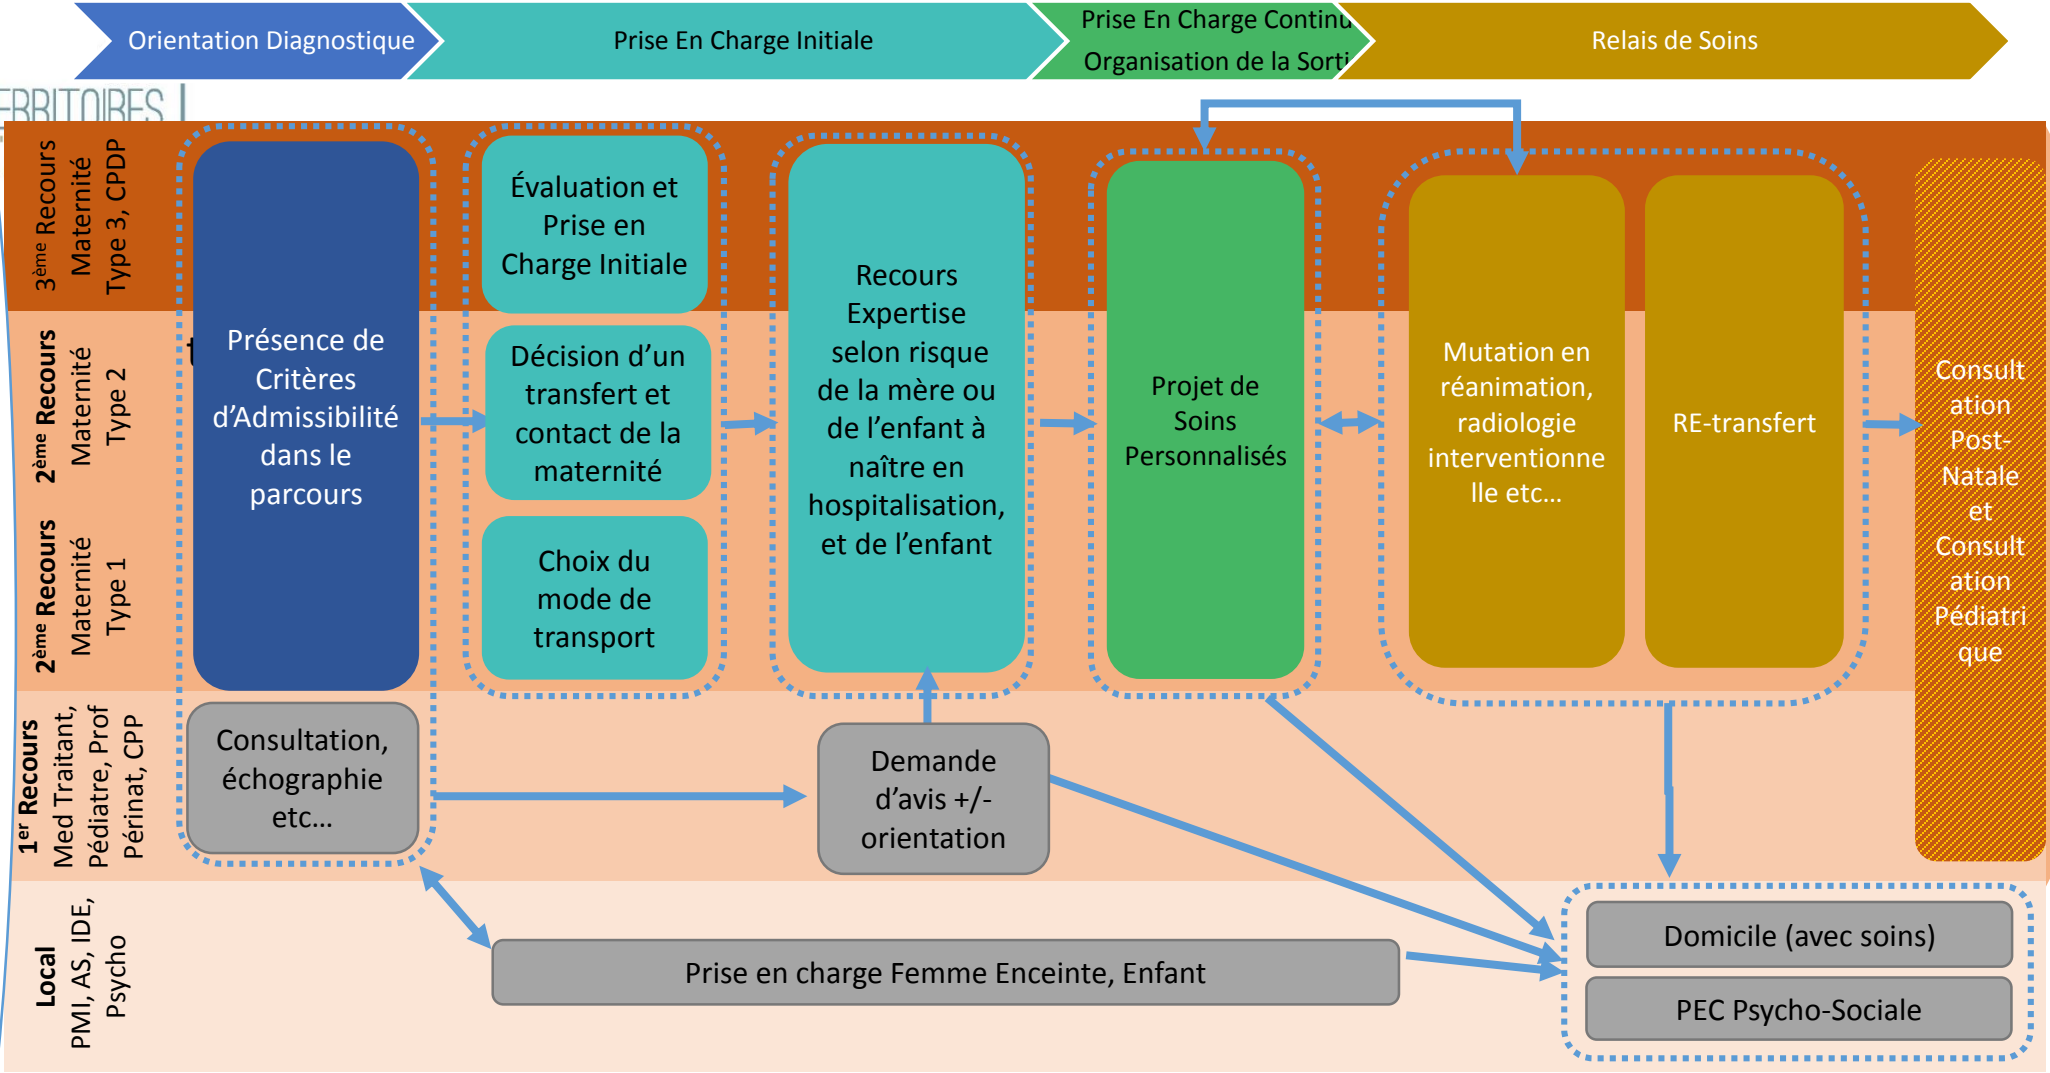 Orientation Diagnostique
Prise En Charge Initiale
Prise En Charge Continu
Organisation de la Sorti
Relais de Soins
ERRITOIRES
3ème Recours
Maternité
Type 3, CPDP
2ème Recours
Maternité
Type 2
2ème Recours
Maternité
Type 1
1er Recours
Med Traitant,
Pédiatre, Prof
Périnat, CPP
Local
PMI, AS, IDE,
Psycho
t
Présence de
Critères
d’Admissibilité
dans le
parcours
Consultation,
échographie
etc…
Évaluation et
Prise en
Charge Initiale
Décision d’un
transfert et
contact de la
maternité
Choix du
mode de
transport
Recours
Expertise
selon risque
de la mère ou
de l’enfant à
naître en
hospitalisation,
et de l’enfant
Demande
d’avis +/-
orientation
Projet de
Soins
Personnalisés
Mutation en
réanimation,
radiologie
interventionne
lle etc…
RE-transfert
Consult
ation
Post-
Natale
et
Consult
ation
Pédiatri
que
Prise en charge Femme Enceinte, Enfant
Domicile (avec soins)
PEC Psycho-Sociale